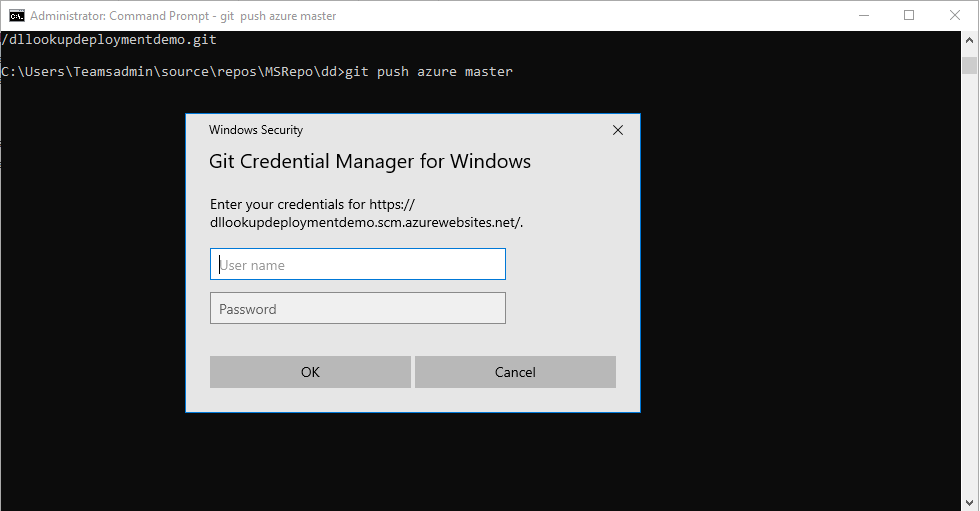 Administrator: Command Prompt - git  push azure master
/dllookupdeploymentdemo.git
C:\Users\Teamsadmin\source\repos\MSRepo\dd>git push azure master
Windows Security
Git Credential Manager for Windows
Enter your credentials for https://
dllookupdeploymentdemo.scm.azurewebsites.net/.
User name
Password
OK
Cancel